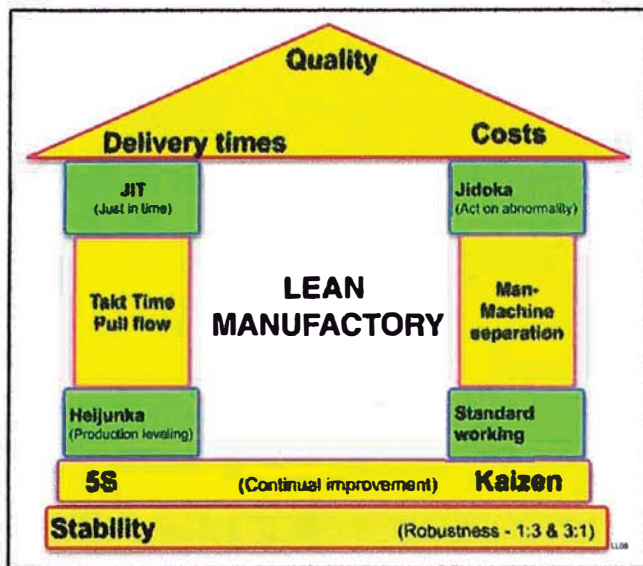 Quality
Delivery times Costs
JIT
(Just in time)
Jidoka
(Act on abnormality)
Takt Time
Pull flow
LEAN
MANUFACTORY
Man-
Machine
separation
Heijunka
(Production leveling)
Standard
working
5S (Continual improvement) Kaizen
Stability (Robustness - 1:3 & 3:1)